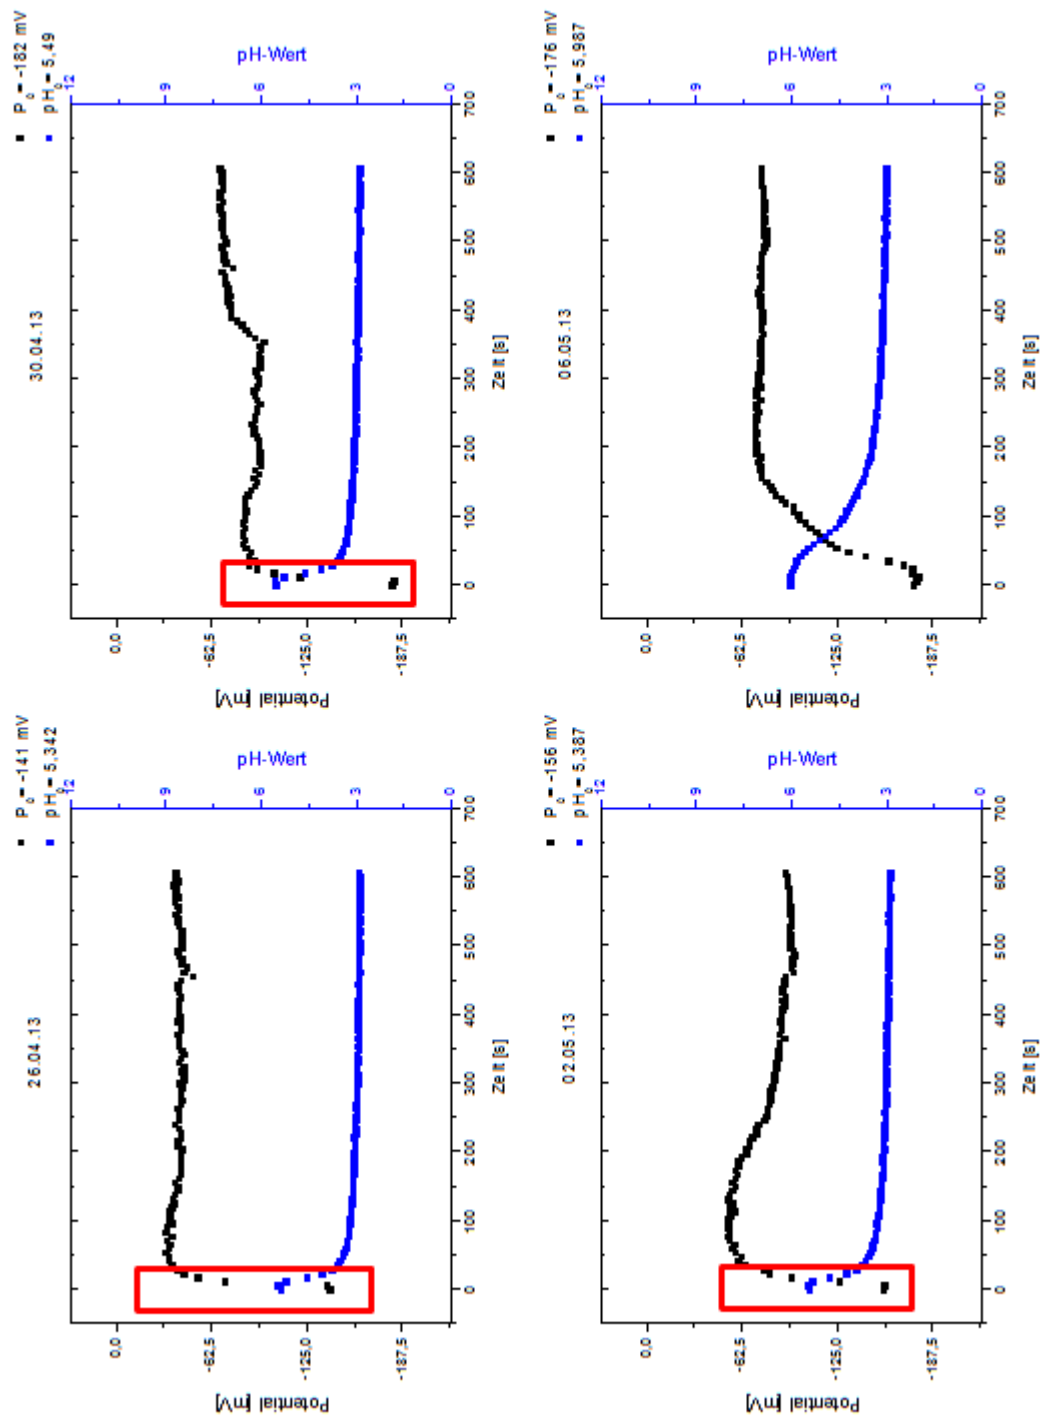 26.04.13
P₀= -141 mV
pH₀= 5,342
Potential [mV]
0,0
-62,5
-125,0
-187,5
12
9
6
3
0
pH-Wert
0 100 200 300 400 500 600 700
Zeit [s]
30.04.13
P₀= -182 mV
pH₀= 5,49
Potential [mV]
0,0
-62,5
-125,0
-187,5
12
9
6
3
0
pH-Wert
0 100 200 300 400 500 600 700
Zeit [s]
02.05.13
P₀= -156 mV
pH₀= 5,387
Potential [mV]
0,0
-62,5
-125,0
-187,5
12
9
6
3
0
pH-Wert
0 100 200 300 400 500 600 700
Zeit [s]
06.05.13
P₀= -176 mV
pH₀= 5,987
Potential [mV]
0,0
-62,5
-125,0
-187,5
12
9
6
3
0
pH-Wert
0 100 200 300 400 500 600 700
Zeit [s]